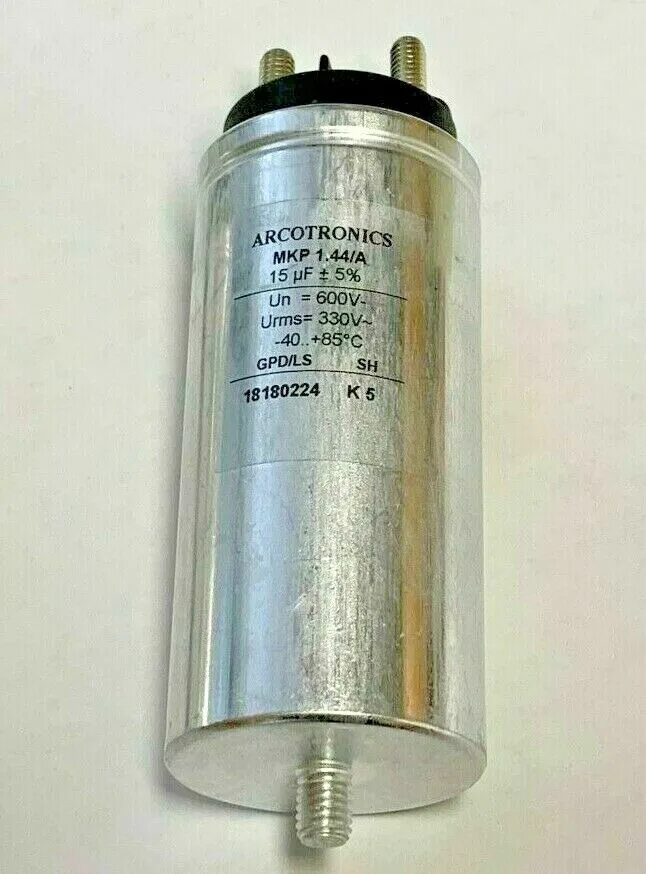 ARCOTRONICS
MKP 1.44/A
15 µF ± 5%
Un = 600V-
Urms= 330V~
-40..+85°C
GPD/LS SH
18180224 K 5